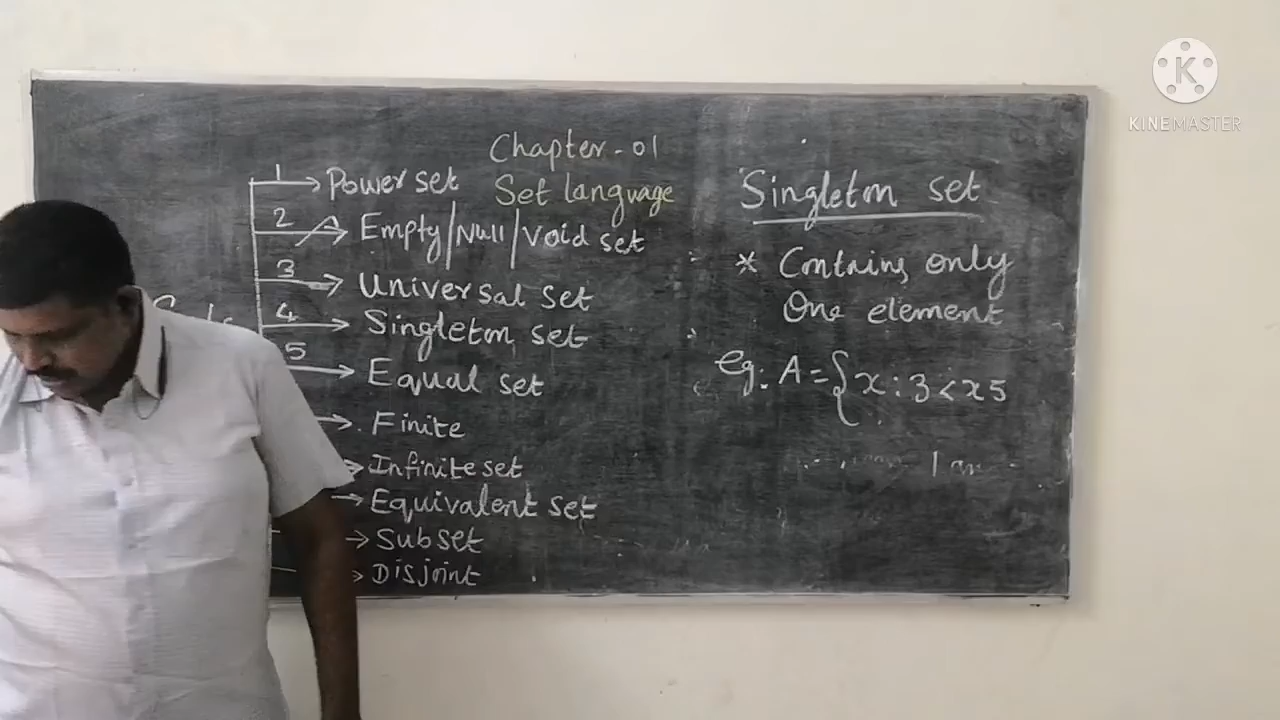 KINEMASTER
Chapter-01
Set language
1 Power set
2 Empty/Null/Void set
3 Universal set
4 Singleton set
5 Equal set
Finite
Infinite set
Equivalent set
Subset
Disjoint
Singleton set
* Contains only
One element
eg: A={x:3<x5